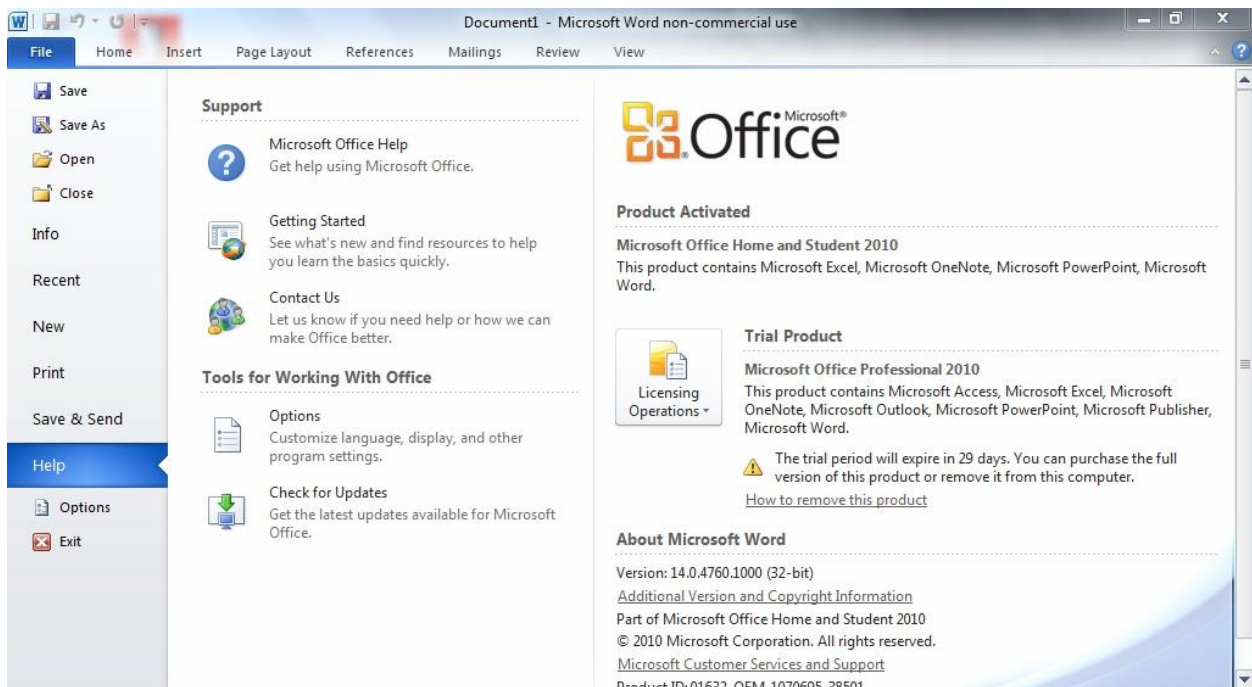 Document1 - Microsoft Word non-commercial use
File Home Insert Page Layout References Mailings Review View
Save
Save As
Open
Close
Info
Recent
New
Print
Save & Send
Help
Options
Exit
Support
Microsoft Office Help
Get help using Microsoft Office.
Getting Started
See what's new and find resources to help
you learn the basics quickly.
Contact Us
Let us know if you need help or how we can
make Office better.
Tools for Working With Office
Options
Customize language, display, and other
program settings.
Check for Updates
Get the latest updates available for Microsoft
Office.
Microsoft®
Office
Product Activated
Microsoft Office Home and Student 2010
This product contains Microsoft Excel, Microsoft OneNote, Microsoft PowerPoint, Microsoft
Word.
Licensing
Operations
Trial Product
Microsoft Office Professional 2010
This product contains Microsoft Access, Microsoft Excel, Microsoft
OneNote, Microsoft Outlook, Microsoft PowerPoint, Microsoft Publisher,
Microsoft Word.
The trial period will expire in 29 days. You can purchase the full
version of this product or remove it from this computer.
How to remove this product
About Microsoft Word
Version: 14.0.4760.1000 (32-bit)
Additional Version and Copyright Information
Part of Microsoft Office Home and Student 2010
© 2010 Microsoft Corporation. All rights reserved.
Microsoft Customer Services and Support
Product ID: 01632-OEM-1070695-38501